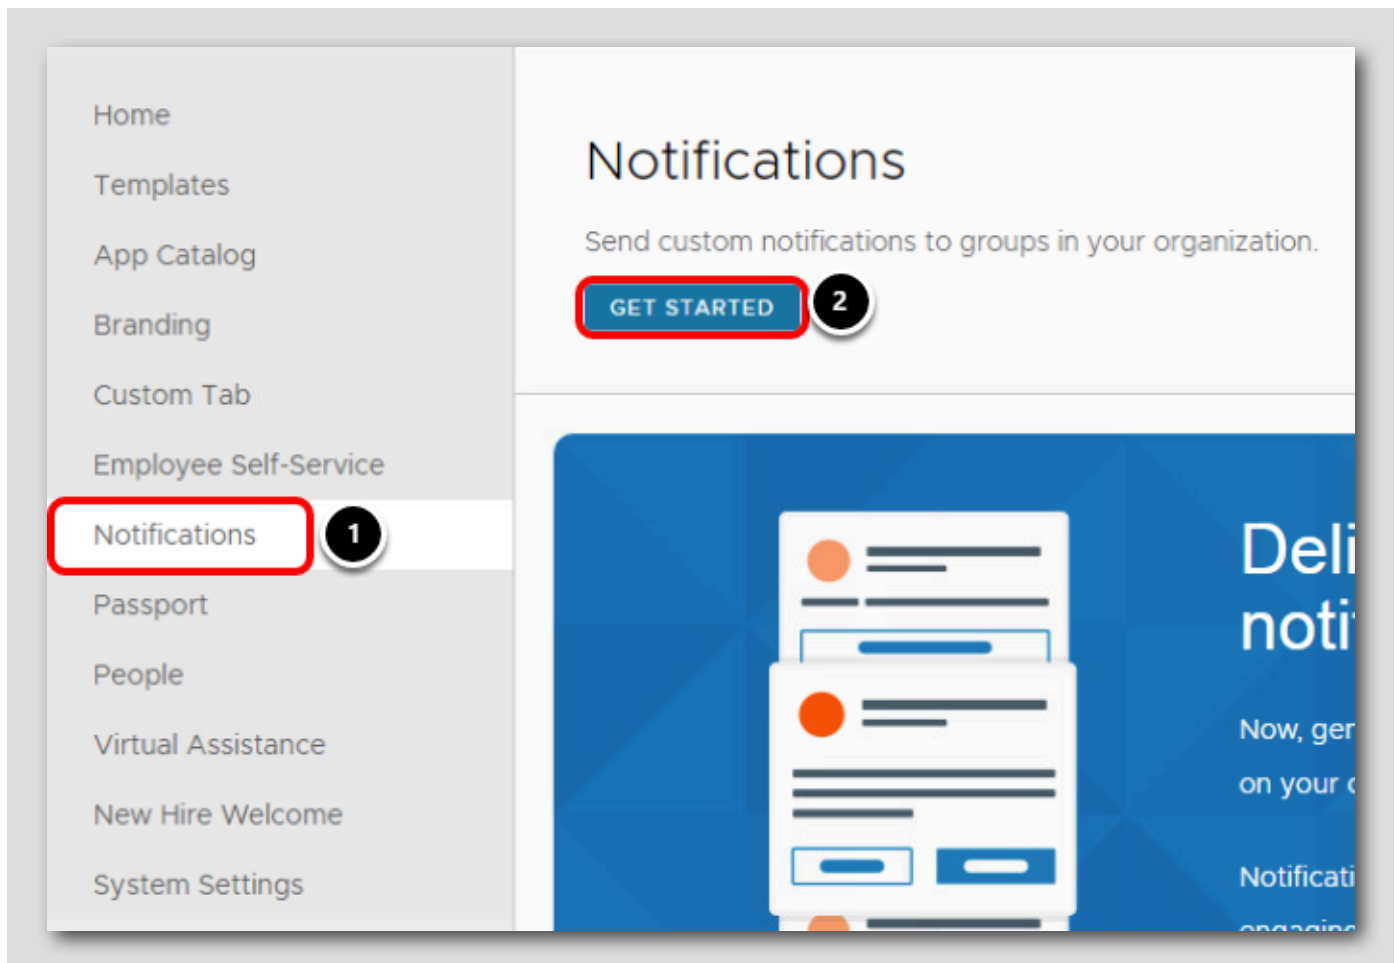 Home
Templates
App Catalog
Branding
Custom Tab
Employee Self-Service
Notifications
1
Passport
People
Virtual Assistance
New Hire Welcome
System Settings
Notifications
Send custom notifications to groups in your organization.
GET STARTED
2
Deli
noti
Now, ger
on your
Notificati
engaging